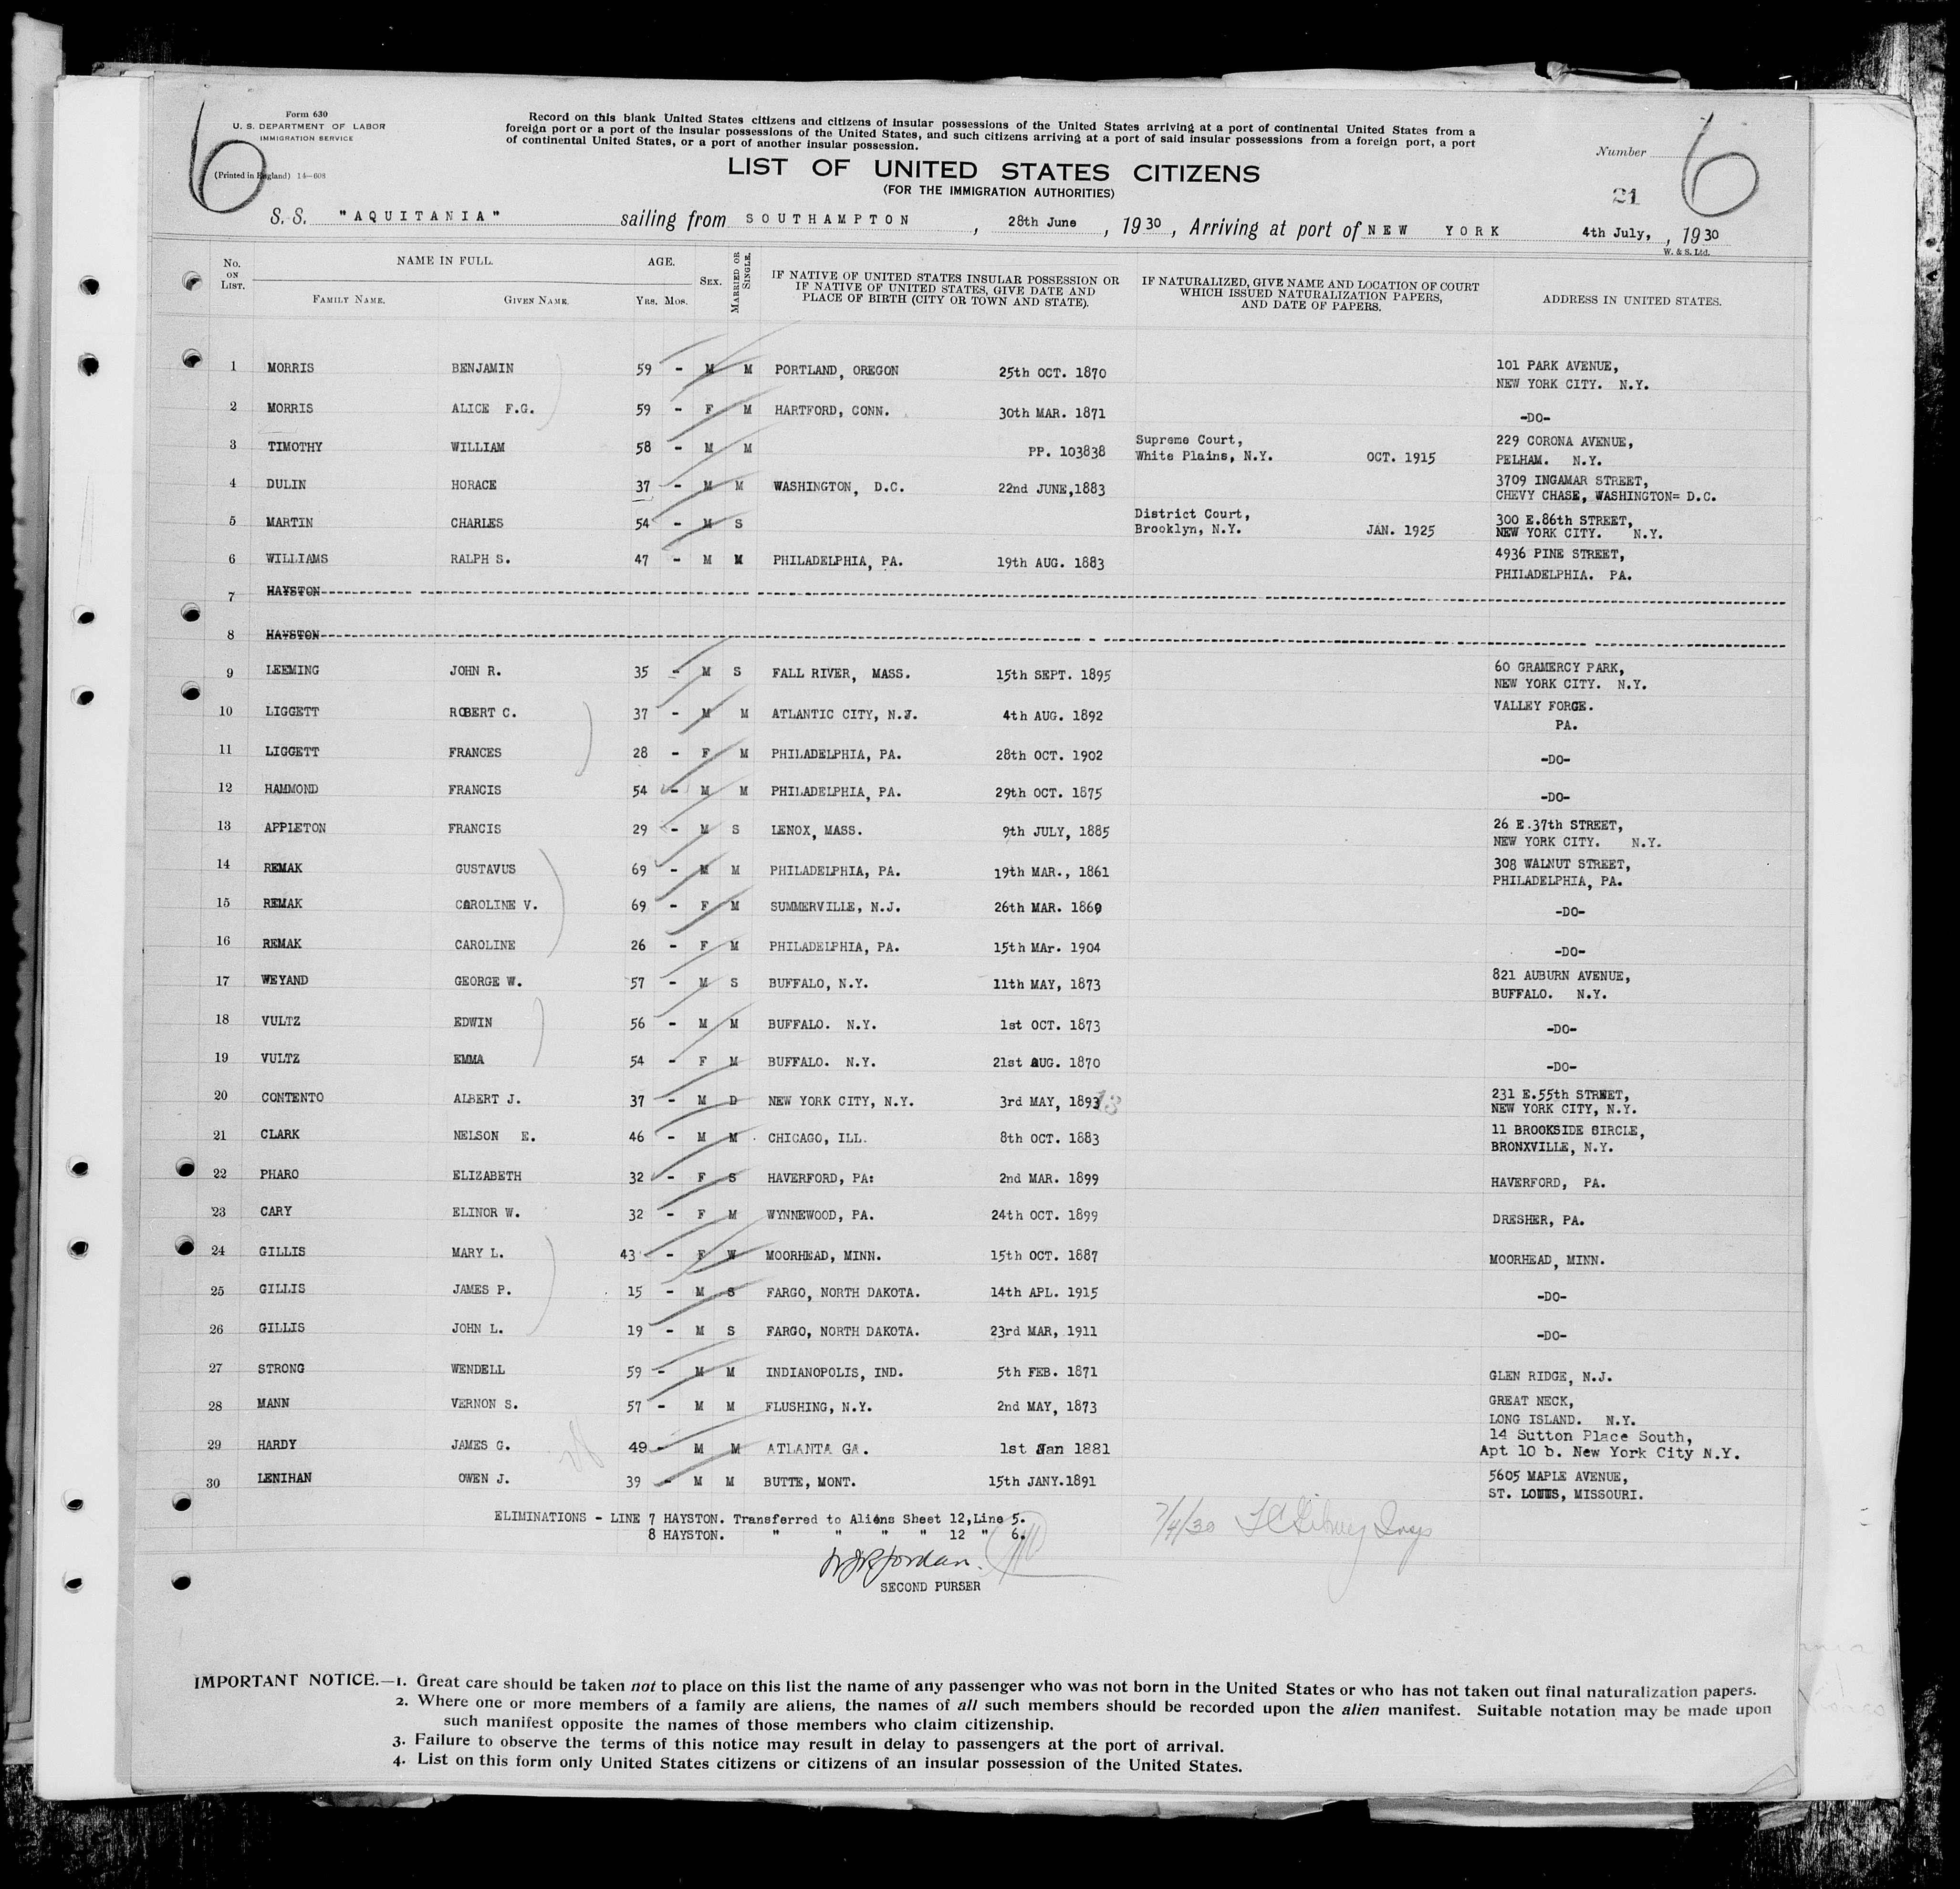 6
6
Form 630
U. S. DEPARTMENT OF LABOR
IMMIGRATION SERVICE
(Printed in England) 14—608
Record on this blank United States citizens and citizens of insular possessions of the United States arriving at a port of continental United States from a
foreign port or a port of the insular possessions of the United States, and such citizens arriving at a port of said insular possessions from a foreign port, a port
of continental United States, or a port of another insular possession.
Number
LIST OF UNITED STATES CITIZENS
(FOR THE IMMIGRATION AUTHORITIES)
21
S. S. "AQUITANIA" sailing from SOUTHAMPTON, 28th June, 1930, Arriving at port of NEW YORK 4th July,, 1930
W. & S. Ltd.
No. ON LIST. NAME IN FULL. FAMILY NAME. GIVEN NAME. AGE. YRS. MOS. SEX. MARRIED OR SINGLE. IF NATIVE OF UNITED STATES INSULAR POSSESSION OR IF NATIVE OF UNITED STATES, GIVE DATE AND PLACE OF BIRTH (CITY OR TOWN AND STATE). IF NATURALIZED, GIVE NAME AND LOCATION OF COURT WHICH ISSUED NATURALIZATION PAPERS, AND DATE OF PAPERS. ADDRESS IN UNITED STATES.
1 MORRIS BENJAMIN 59 - M M PORTLAND, OREGON 25th OCT. 1870 101 PARK AVENUE,
NEW YORK CITY. N.Y.
2 MORRIS ALICE F.G. 59 - F M HARTFORD, CONN. 30th MAR. 1871 -DO-
3 TIMOTHY WILLIAM 58 - M M PP. 103838 Supreme Court, 229 CORONA AVENUE,
White Plains, N.Y. OCT. 1915 PELHAM. N.Y.
4 DULIN HORACE 37 - M M WASHINGTON, D.C. 22nd JUNE,1883 3709 INGAMAR STREET,
CHEVY CHASE, WASHINGTON= D.C.
5 MARTIN CHARLES 54 - M S District Court, 300 E.86th STREET,
Brooklyn, N.Y. JAN. 1925 NEW YORK CITY. N.Y.
6 WILLIAMS RALPH S. 47 - M M PHILADELPHIA, PA. 19th AUG. 1883 4936 PINE STREET,
PHILADELPHIA. PA.
7 HAYSTON
8 HAYSTON
9 LEEMING JOHN R. 35 - M S FALL RIVER, MASS. 15th SEPT. 1895 60 GRAMERCY PARK,
NEW YORK CITY. N.Y.
10 LIGGETT ROBERT C. 37 - M M ATLANTIC CITY, N.J. 4th AUG. 1892 VALLEY FORGE.
PA.
11 LIGGETT FRANCES 28 - F M PHILADELPHIA, PA. 28th OCT. 1902 -DO-
12 HAMMOND FRANCIS 54 - M M PHILADELPHIA, PA. 29th OCT. 1875 -DO-
13 APPLETON FRANCIS 29 - M S LENOX, MASS. 9th JULY, 1885 26 E.37th STREET,
NEW YORK CITY. N.Y.
14 REMAK GUSTAVUS 69 - M M PHILADELPHIA, PA. 19th MAR., 1861 308 WALNUT STREET,
PHILADELPHIA, PA.
15 REMAK CAROLINE V. 69 - F M SUMMERVILLE, N.J. 26th MAR. 1860 -DO-
16 REMAK CAROLINE 26 - F M PHILADELPHIA, PA. 15th MAr. 1904 -DO-
17 WEYAND GEORGE W. 57 - M S BUFFALO, N.Y. 11th MAY, 1873 821 AUBURN AVENUE,
BUFFALO. N.Y.
18 VULTZ EDWIN 56 - M M BUFFALO. N.Y. 1st OCT. 1873 -DO-
19 VULTZ EMMA 54 - F M BUFFALO. N.Y. 21st AUG. 1870 -DO-
20 CONTENTO ALBERT J. 37 - M D NEW YORK CITY, N.Y. 3rd MAY, 1893 13 231 E.55th STREET,
NEW YORK CITY, N.Y.
21 CLARK NELSON E. 46 - M M CHICAGO, ILL. 8th OCT. 1883 11 BROOKSIDE CIRCLE,
BRONXVILLE, N.Y.
22 PHARO ELIZABETH 32 - F S HAVERFORD, PA: 2nd MAR. 1899 HAVERFORD, PA.
23 CARY ELINOR W. 32 - F M WYNNEWOOD, PA. 24th OCT. 1899 DRESHER, PA.
24 GILLIS MARY L. 43 - F W MOORHEAD, MINN. 15th OCT. 1887 MOORHEAD, MINN.
25 GILLIS JAMES P. 15 - M S FARGO, NORTH DAKOTA. 14th APL. 1915 -DO-
26 GILLIS JOHN L. 19 - M S FARGO, NORTH DAKOTA. 23rd MAR, 1911 -DO-
27 STRONG WENDELL 59 - M M INDIANOPOLIS, IND. 5th FEB. 1871 GLEN RIDGE, N.J.
28 MANN VERNON S. 57 - M M FLUSHING, N.Y. 2nd MAY, 1873 GREAT NECK,
LONG ISLAND. N.Y.
29 HARDY JAMES G. 49 - M M ATLANTA GA. 1st Jan 1881 14 Sutton Place South,
Apt 10 b. New York City N.Y.
30 LENIHAN OWEN J. 39 - M M BUTTE, MONT. 15th JANY.1891 5605 MAPLE AVENUE,
ST. LOUIS, MISSOURI.
ELIMINATIONS - LINE 7 HAYSTON. Transferred to Aliens Sheet 12,Line 5.
8 HAYSTON. " " " " 12 " 6.
7/4/30
Jordan.
SECOND PURSER
IMPORTANT NOTICE.—1. Great care should be taken not to place on this list the name of any passenger who was not born in the United States or who has not taken out final naturalization papers.
2. Where one or more members of a family are aliens, the names of all such members should be recorded upon the alien manifest. Suitable notation may be made upon
such manifest opposite the names of those members who claim citizenship.
3. Failure to observe the terms of this notice may result in delay to passengers at the port of arrival.
4. List on this form only United States citizens or citizens of an insular possession of the United States.